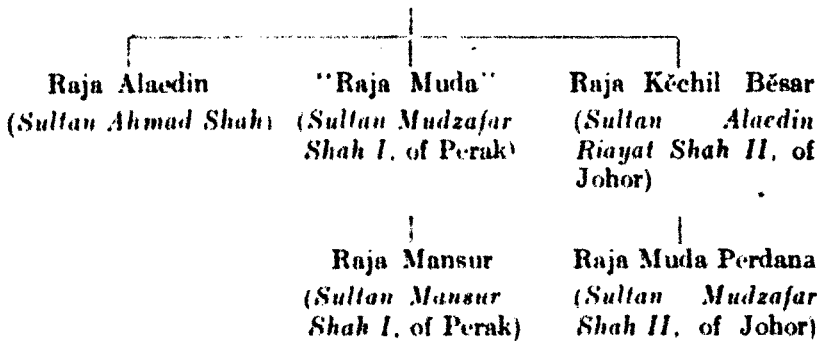 Raja Alaedin
(Sultan Ahmad Shah)
"Raja Muda"
(Sultan Mudzafar
Shah I, of Perak)
Raja Kĕchil Bĕsar
(Sultan Alaedin
Riayat Shah II, of
Johor)
Raja Mansur
(Sultan Mansur
Shah I, of Perak)
Raja Muda Perdana
(Sultan Mudzafar
Shah II, of Johor)